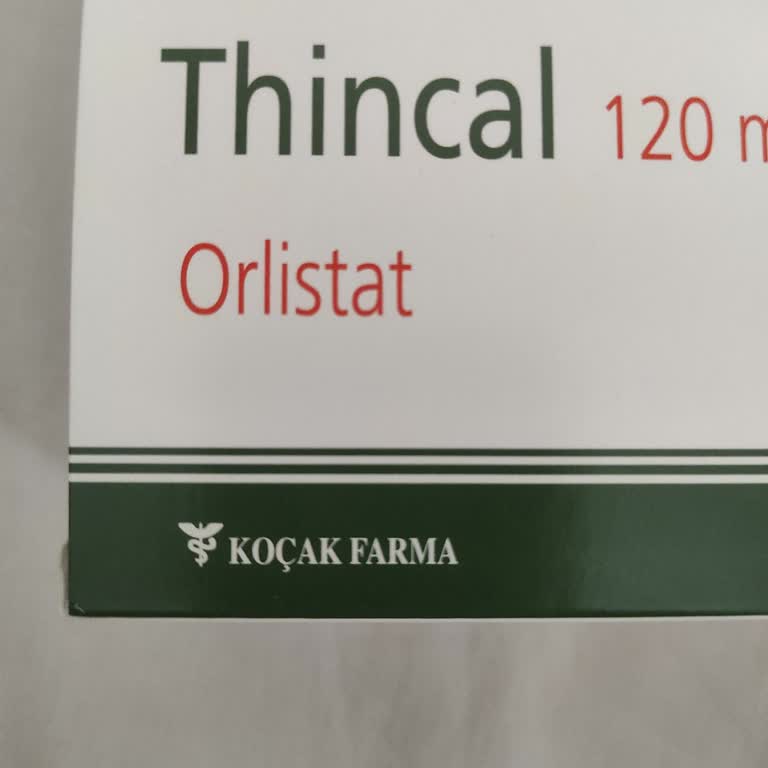 Thincal 120 m
Orlistat
KOÇAK FARMA